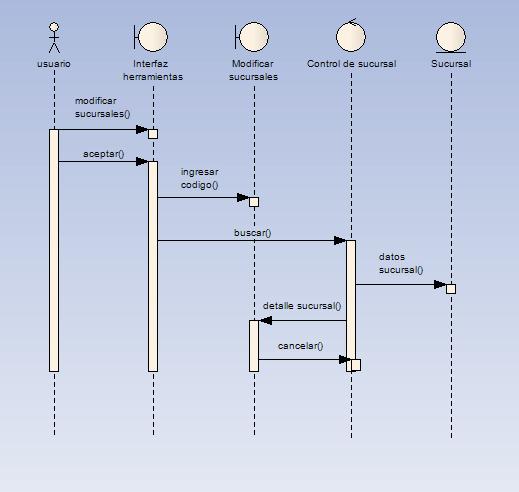 usuario
Interfaz
herramientas
Modificar
sucursales
Control de sucursal
Sucursal
modificar
sucursales()
aceptar()
ingresar
codigo()
buscar()
datos
sucursal()
detalle sucursal()
cancelar()